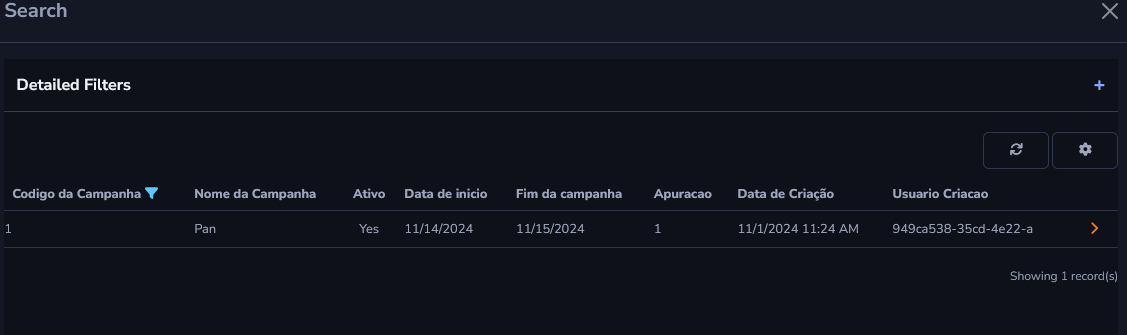 Search
Detailed Filters
Codigo da Campanha Nome da Campanha Ativo Data de inicio Fim da campanha Apuracao Data de Criação Usuario Criacao
1 Pan Yes 11/14/2024 11/15/2024 1 11/1/2024 11:24 AM 949ca538-35cd-4e22-a
Showing 1 record(s)